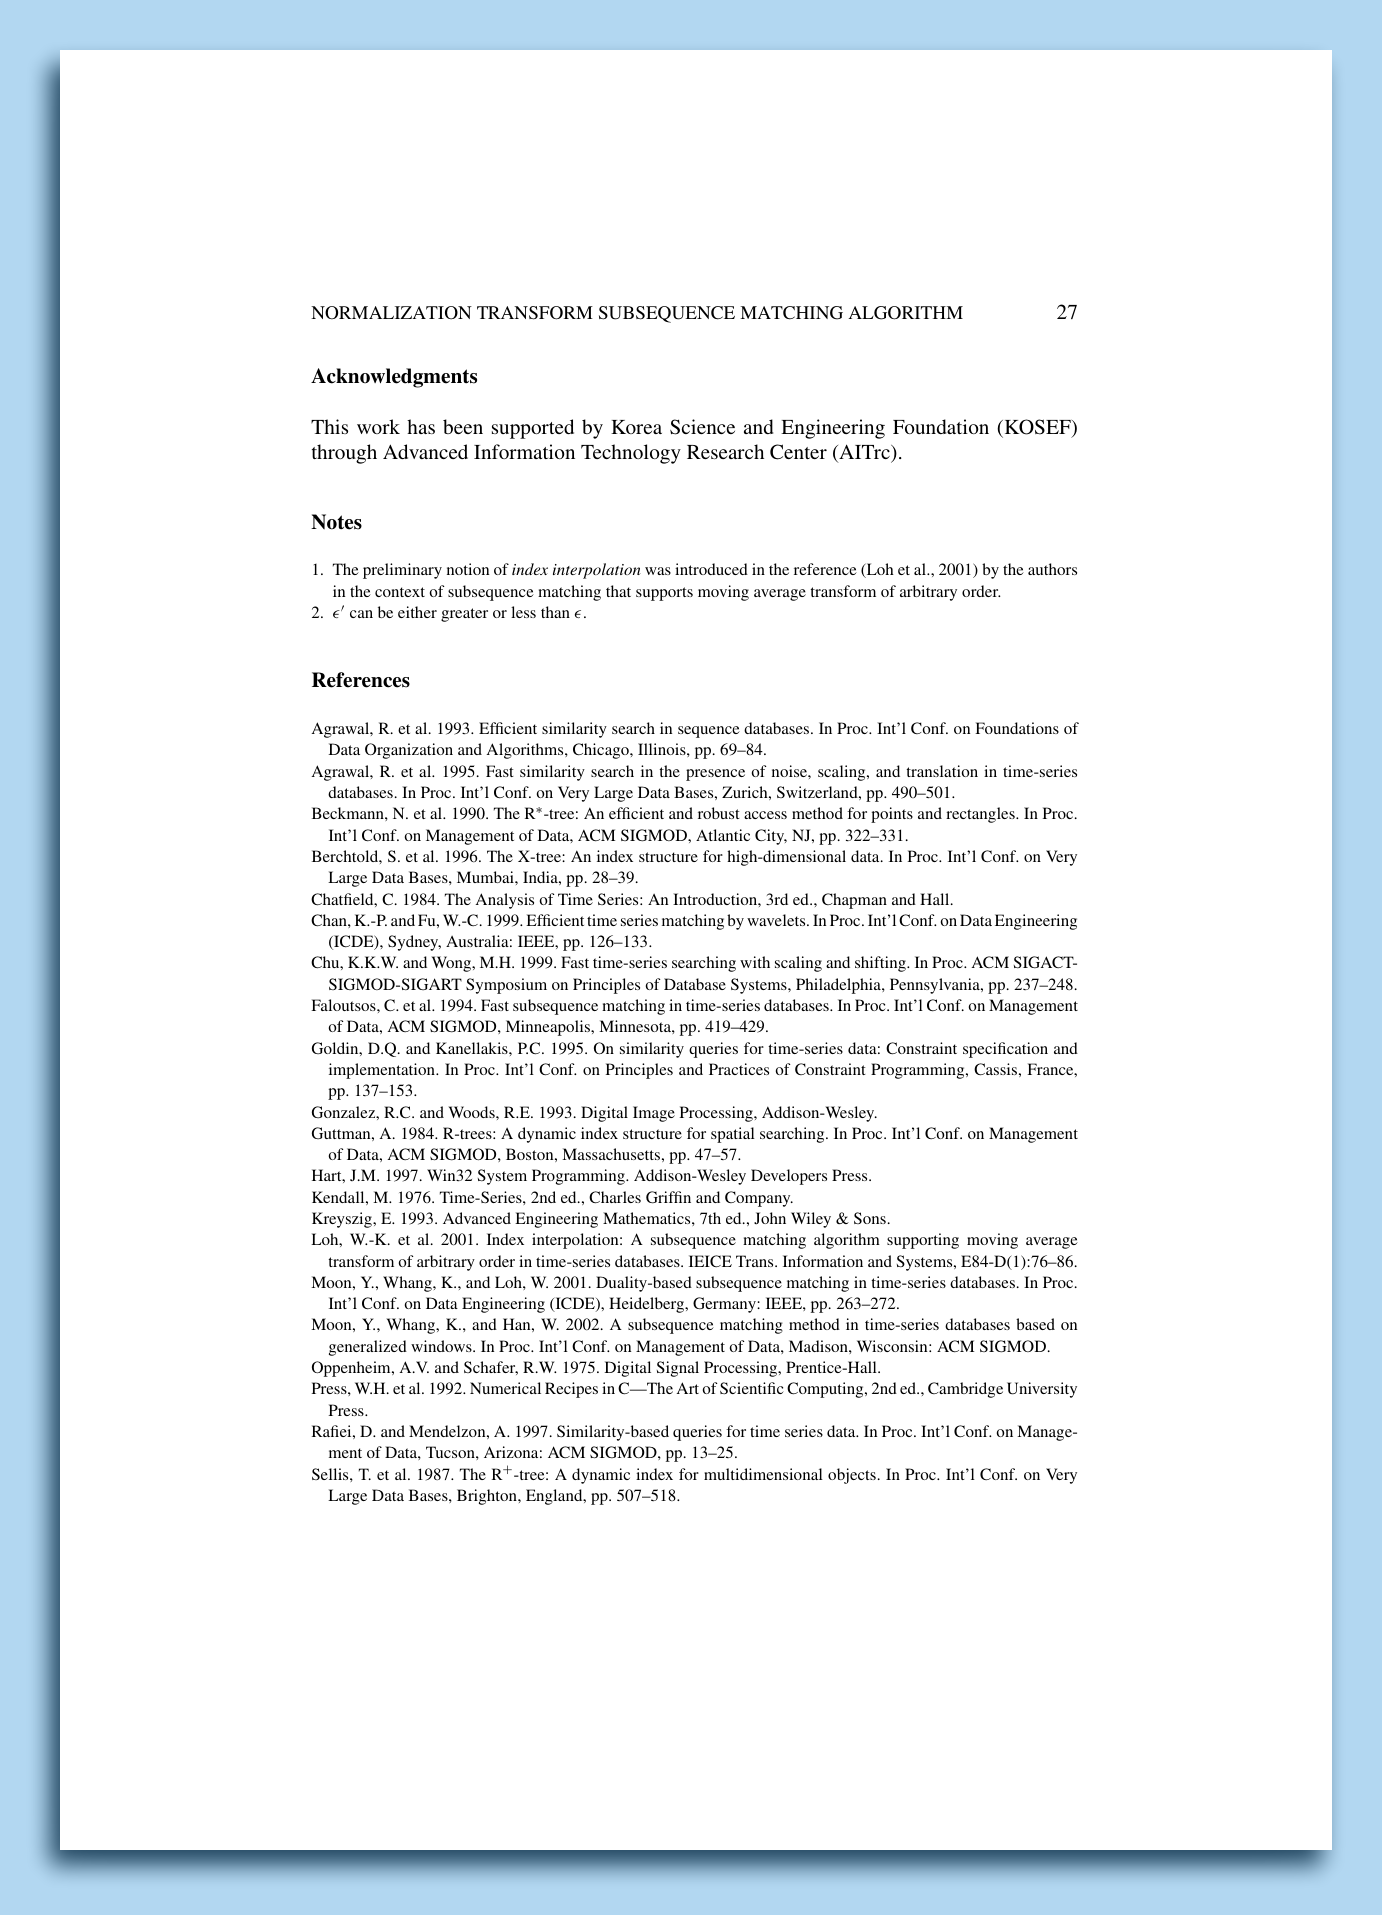 NORMALIZATION TRANSFORM SUBSEQUENCE MATCHING ALGORITHM 27
Acknowledgments
This work has been supported by Korea Science and Engineering Foundation (KOSEF)
through Advanced Information Technology Research Center (AITrc).
Notes
1. The preliminary notion of index interpolation was introduced in the reference (Loh et al., 2001) by the authors
in the context of subsequence matching that supports moving average transform of arbitrary order.
2. ϵ′ can be either greater or less than ϵ.
References
Agrawal, R. et al. 1993. Efficient similarity search in sequence databases. In Proc. Int'l Conf. on Foundations of
Data Organization and Algorithms, Chicago, Illinois, pp. 69–84.
Agrawal, R. et al. 1995. Fast similarity search in the presence of noise, scaling, and translation in time-series
databases. In Proc. Int'l Conf. on Very Large Data Bases, Zurich, Switzerland, pp. 490–501.
Beckmann, N. et al. 1990. The R*-tree: An efficient and robust access method for points and rectangles. In Proc.
Int'l Conf. on Management of Data, ACM SIGMOD, Atlantic City, NJ, pp. 322–331.
Berchtold, S. et al. 1996. The X-tree: An index structure for high-dimensional data. In Proc. Int'l Conf. on Very
Large Data Bases, Mumbai, India, pp. 28–39.
Chatfield, C. 1984. The Analysis of Time Series: An Introduction, 3rd ed., Chapman and Hall.
Chan, K.-P. and Fu, W.-C. 1999. Efficient time series matching by wavelets. In Proc. Int'l Conf. on Data Engineering
(ICDE), Sydney, Australia: IEEE, pp. 126–133.
Chu, K.K.W. and Wong, M.H. 1999. Fast time-series searching with scaling and shifting. In Proc. ACM SIGACT-
SIGMOD-SIGART Symposium on Principles of Database Systems, Philadelphia, Pennsylvania, pp. 237–248.
Faloutsos, C. et al. 1994. Fast subsequence matching in time-series databases. In Proc. Int'l Conf. on Management
of Data, ACM SIGMOD, Minneapolis, Minnesota, pp. 419–429.
Goldin, D.Q. and Kanellakis, P.C. 1995. On similarity queries for time-series data: Constraint specification and
implementation. In Proc. Int'l Conf. on Principles and Practices of Constraint Programming, Cassis, France,
pp. 137–153.
Gonzalez, R.C. and Woods, R.E. 1993. Digital Image Processing, Addison-Wesley.
Guttman, A. 1984. R-trees: A dynamic index structure for spatial searching. In Proc. Int'l Conf. on Management
of Data, ACM SIGMOD, Boston, Massachusetts, pp. 47–57.
Hart, J.M. 1997. Win32 System Programming. Addison-Wesley Developers Press.
Kendall, M. 1976. Time-Series, 2nd ed., Charles Griffin and Company.
Kreyszig, E. 1993. Advanced Engineering Mathematics, 7th ed., John Wiley & Sons.
Loh, W.-K. et al. 2001. Index interpolation: A subsequence matching algorithm supporting moving average
transform of arbitrary order in time-series databases. IEICE Trans. Information and Systems, E84-D(1):76–86.
Moon, Y., Whang, K., and Loh, W. 2001. Duality-based subsequence matching in time-series databases. In Proc.
Int'l Conf. on Data Engineering (ICDE), Heidelberg, Germany: IEEE, pp. 263–272.
Moon, Y., Whang, K., and Han, W. 2002. A subsequence matching method in time-series databases based on
generalized windows. In Proc. Int'l Conf. on Management of Data, Madison, Wisconsin: ACM SIGMOD.
Oppenheim, A.V. and Schafer, R.W. 1975. Digital Signal Processing, Prentice-Hall.
Press, W.H. et al. 1992. Numerical Recipes in C—The Art of Scientific Computing, 2nd ed., Cambridge University
Press.
Rafiei, D. and Mendelzon, A. 1997. Similarity-based queries for time series data. In Proc. Int'l Conf. on Manage-
ment of Data, Tucson, Arizona: ACM SIGMOD, pp. 13–25.
Sellis, T. et al. 1987. The R+-tree: A dynamic index for multidimensional objects. In Proc. Int'l Conf. on Very
Large Data Bases, Brighton, England, pp. 507–518.